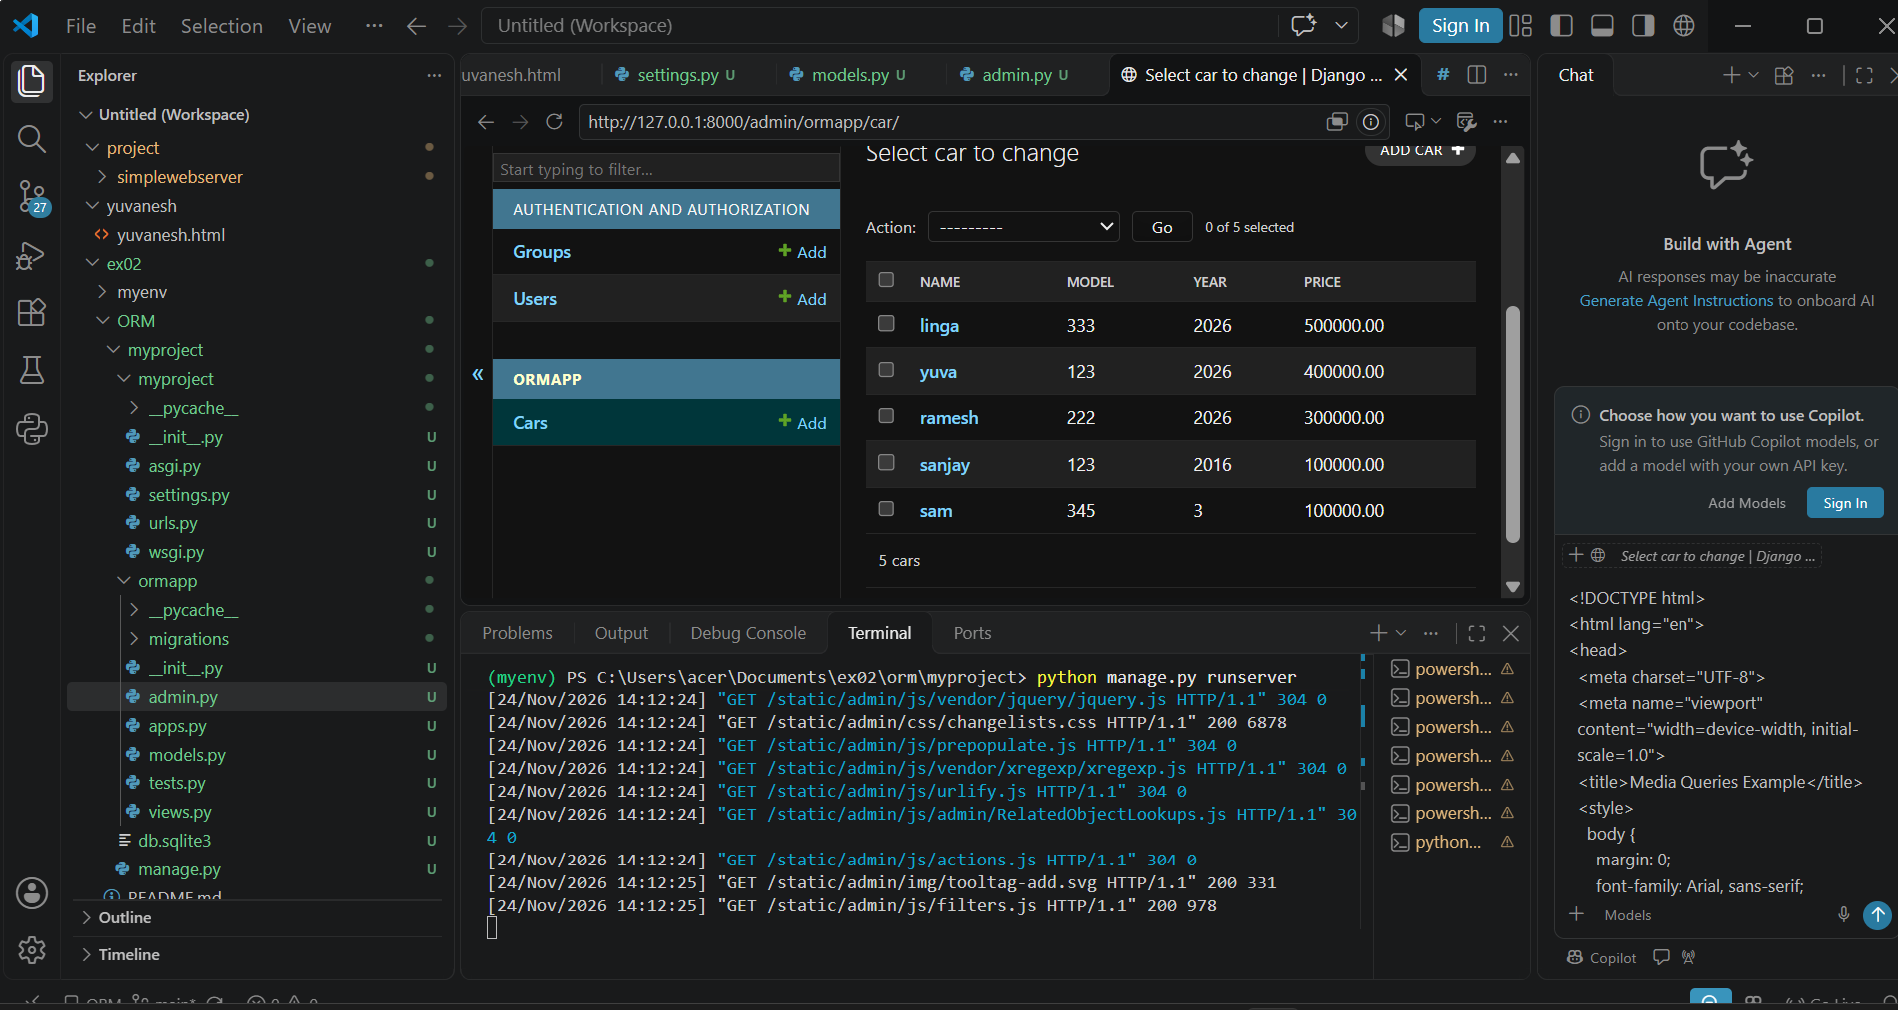 File Edit Selection View ··· Untitled (Workspace) Sign In
Explorer ···
Untitled (Workspace)
project
simplewebserver
yuvanesh
yuvanesh.html
ex02
myenv
ORM
myproject
myproject
__pycache__
__init__.py U
asgi.py U
settings.py U
urls.py U
wsgi.py U
ormapp
__pycache__
migrations
__init__.py U
admin.py U
apps.py U
models.py U
tests.py U
views.py U
db.sqlite3 U
manage.py U
README.md
Outline
Timeline
27
uvanesh.html settings.py U models.py U admin.py U Select car to change | Django ... # ···
http://127.0.0.1:8000/admin/ormapp/car/
Start typing to filter...
AUTHENTICATION AND AUTHORIZATION
Groups + Add
Users + Add
«
ORMAPP
Cars + Add
Select car to change
ADD CAR +
Action: --------- Go 0 of 5 selected
NAME MODEL YEAR PRICE
linga 333 2026 500000.00
yuva 123 2026 400000.00
ramesh 222 2026 300000.00
sanjay 123 2016 100000.00
sam 345 3 100000.00
5 cars
Problems Output Debug Console Terminal Ports
(myenv) PS C:\Users\acer\Documents\ex02\orm\myproject> python manage.py runserver
[24/Nov/2026 14:12:24] "GET /static/admin/js/vendor/jquery/jquery.js HTTP/1.1" 304 0
[24/Nov/2026 14:12:24] "GET /static/admin/css/changelists.css HTTP/1.1" 200 6878
[24/Nov/2026 14:12:24] "GET /static/admin/js/prepopulate.js HTTP/1.1" 304 0
[24/Nov/2026 14:12:24] "GET /static/admin/js/vendor/xregexp/xregexp.js HTTP/1.1" 304 0
[24/Nov/2026 14:12:24] "GET /static/admin/js/urlify.js HTTP/1.1" 304 0
[24/Nov/2026 14:12:24] "GET /static/admin/js/admin/RelatedObjectLookups.js HTTP/1.1" 30
4 0
[24/Nov/2026 14:12:24] "GET /static/admin/js/actions.js HTTP/1.1" 304 0
[24/Nov/2026 14:12:25] "GET /static/admin/img/tooltag-add.svg HTTP/1.1" 200 331
[24/Nov/2026 14:12:25] "GET /static/admin/js/filters.js HTTP/1.1" 200 978
powersh...
powersh...
powersh...
powersh...
powersh...
powersh...
python...
Chat
Build with Agent
AI responses may be inaccurate
Generate Agent Instructions to onboard AI
onto your codebase.
Choose how you want to use Copilot.
Sign in to use GitHub Copilot models, or
add a model with your own API key.
Add Models Sign In
Select car to change | Django ...
<!DOCTYPE html>
<html lang="en">
<head>
<meta charset="UTF-8">
<meta name="viewport"
content="width=device-width, initial-
scale=1.0">
<title>Media Queries Example</title>
<style>
body {
margin: 0;
font-family: Arial, sans-serif;
Models
Copilot
ORM main* 0 0 Go Live